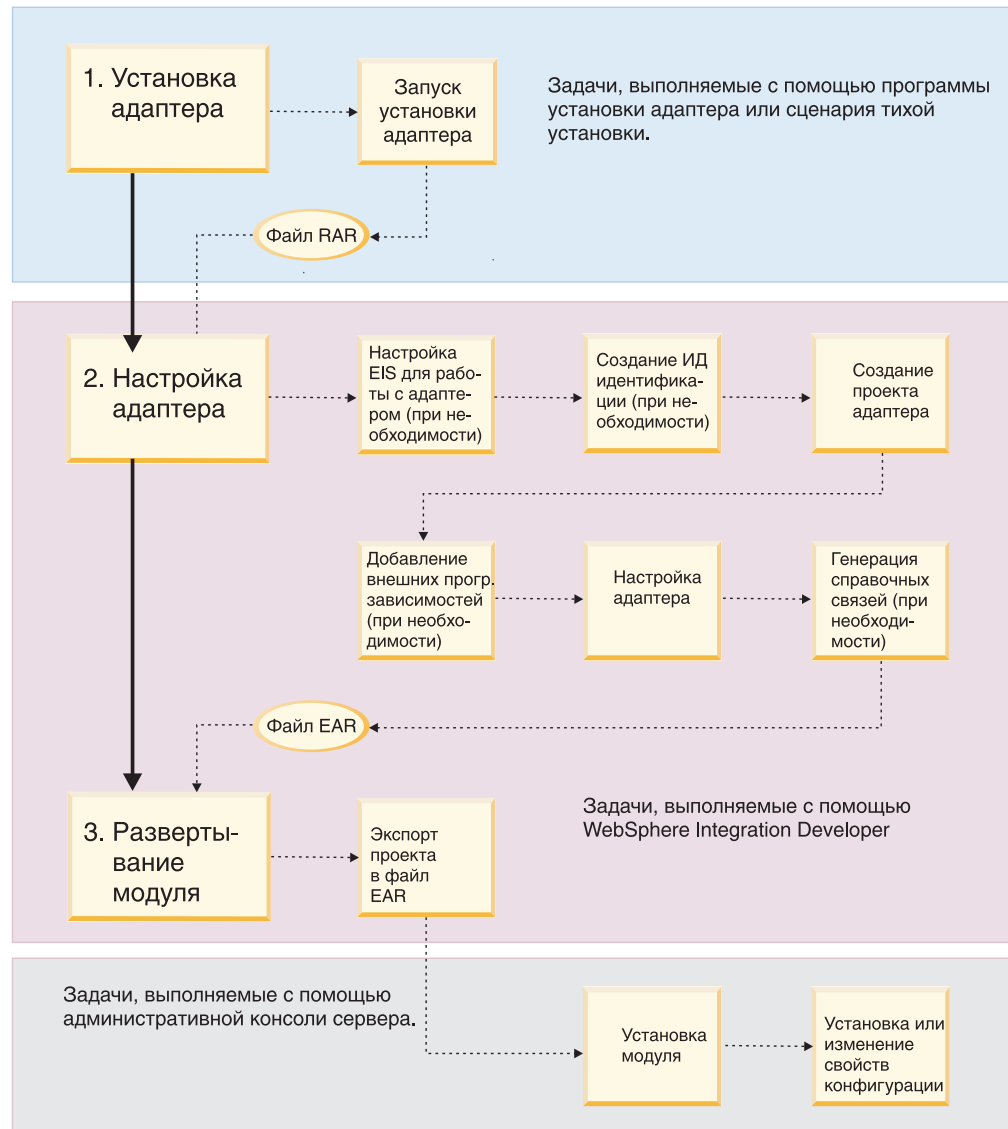 1. Установка
адаптера
Запуск
установки
адаптера
Задачи, выполняемые с помощью программы
установки адаптера или сценария тихой
установки.
Файл RAR
2. Настройка
адаптера
Настройка
EIS для рабо-
ты с адапте-
ром (при не-
обходимости)
Создание ИД
идентифика-
ции (при не-
обходимости)
Создание
проекта
адаптера
Добавление
внешних прогр.
зависимостей
(при необхо-
димости)
Настройка
адаптера
Генерация
справочных
связей (при
необходи-
мости)
Файл EAR
3. Разверты-
вание
модуля
Экспорт
проекта
в файл
EAR
Задачи, выполняемые с помощью
WebSphere Integration Developer
Задачи, выполняемые с помощью
административной консоли сервера.
Установка
модуля
Установка или
изменение
свойств
конфигурации